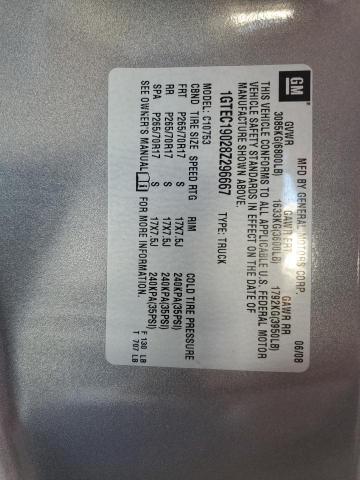 GM
MFD BY GENERAL MOTORS CORP. 06/08
GVWR GAWR FRT GAWR RR
3085KG(6800LB) 1633KG(3600LB) 1792KG(3950LB)
THIS VEHICLE CONFORMS TO ALL APPLICABLE U.S. FEDERAL MOTOR
VEHICLE SAFETY STANDARDS IN EFFECT ON THE DATE OF
MANUFACTURE SHOWN ABOVE.
1GTEC19028Z296667 TYPE: TRUCK
MODEL: C10753
CBND TIRE SIZE SPEED RTG RIM COLD TIRE PRESSURE
FRT P265/70R17 S 17X7.5J 240KPA(35PSI)
RR P265/70R17 S 17X7.5J 240KPA(35PSI)
SPA P265/70R17 S 17X7.5J 240KPA(35PSI)
SEE OWNER'S MANUAL FOR MORE INFORMATION.
F 130 LB
T 707 LB